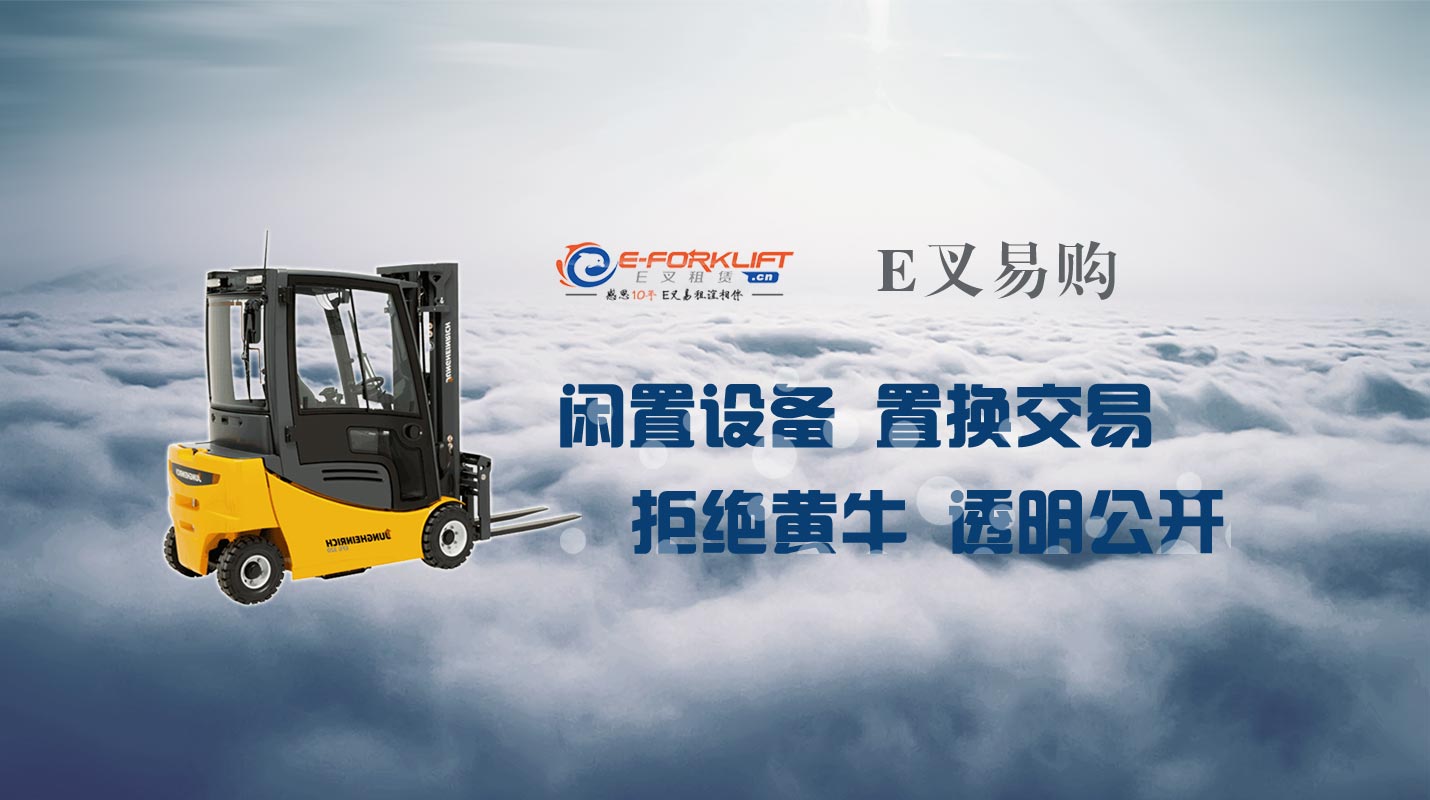 E-FORKLIFT
E叉租赁 .cn
感恩10年 E叉易租谊相伴
E叉易购
闲置设备 置换交易
拒绝黄牛 透明公开
JUNGHEINRICH
JUNGHEINRICH
JUNGHEINRICH
EFG 320